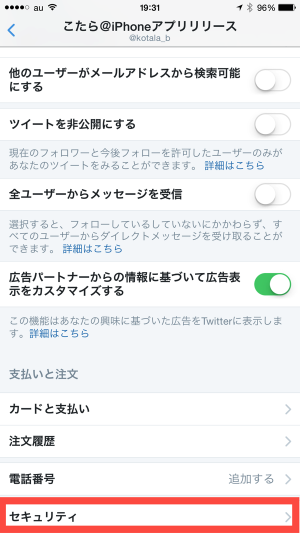 au 19:31 96%
こたら@iPhoneアプリリリース
@kotala_b
他のユーザーがメールアドレスから検索可能
にする
ツイートを非公開にする
現在のフォロワーと今後フォローを許可したユーザーのみが
あなたのツイートをみることができます。 詳細はこちら
全ユーザーからメッセージを受信
選択すると、フォローしているしていないにかかわらず、す
べてのユーザーからダイレクトメッセージを受け取ることが
できます。 詳細はこちら
広告パートナーからの情報に基づいて広告表
示をカスタマイズする
この機能はあなたの興味に基づいた広告をTwitterに表示しま
す。詳細はこちら
支払いと注文
カードと支払い
注文履歴
電話番号 追加する
セキュリティ